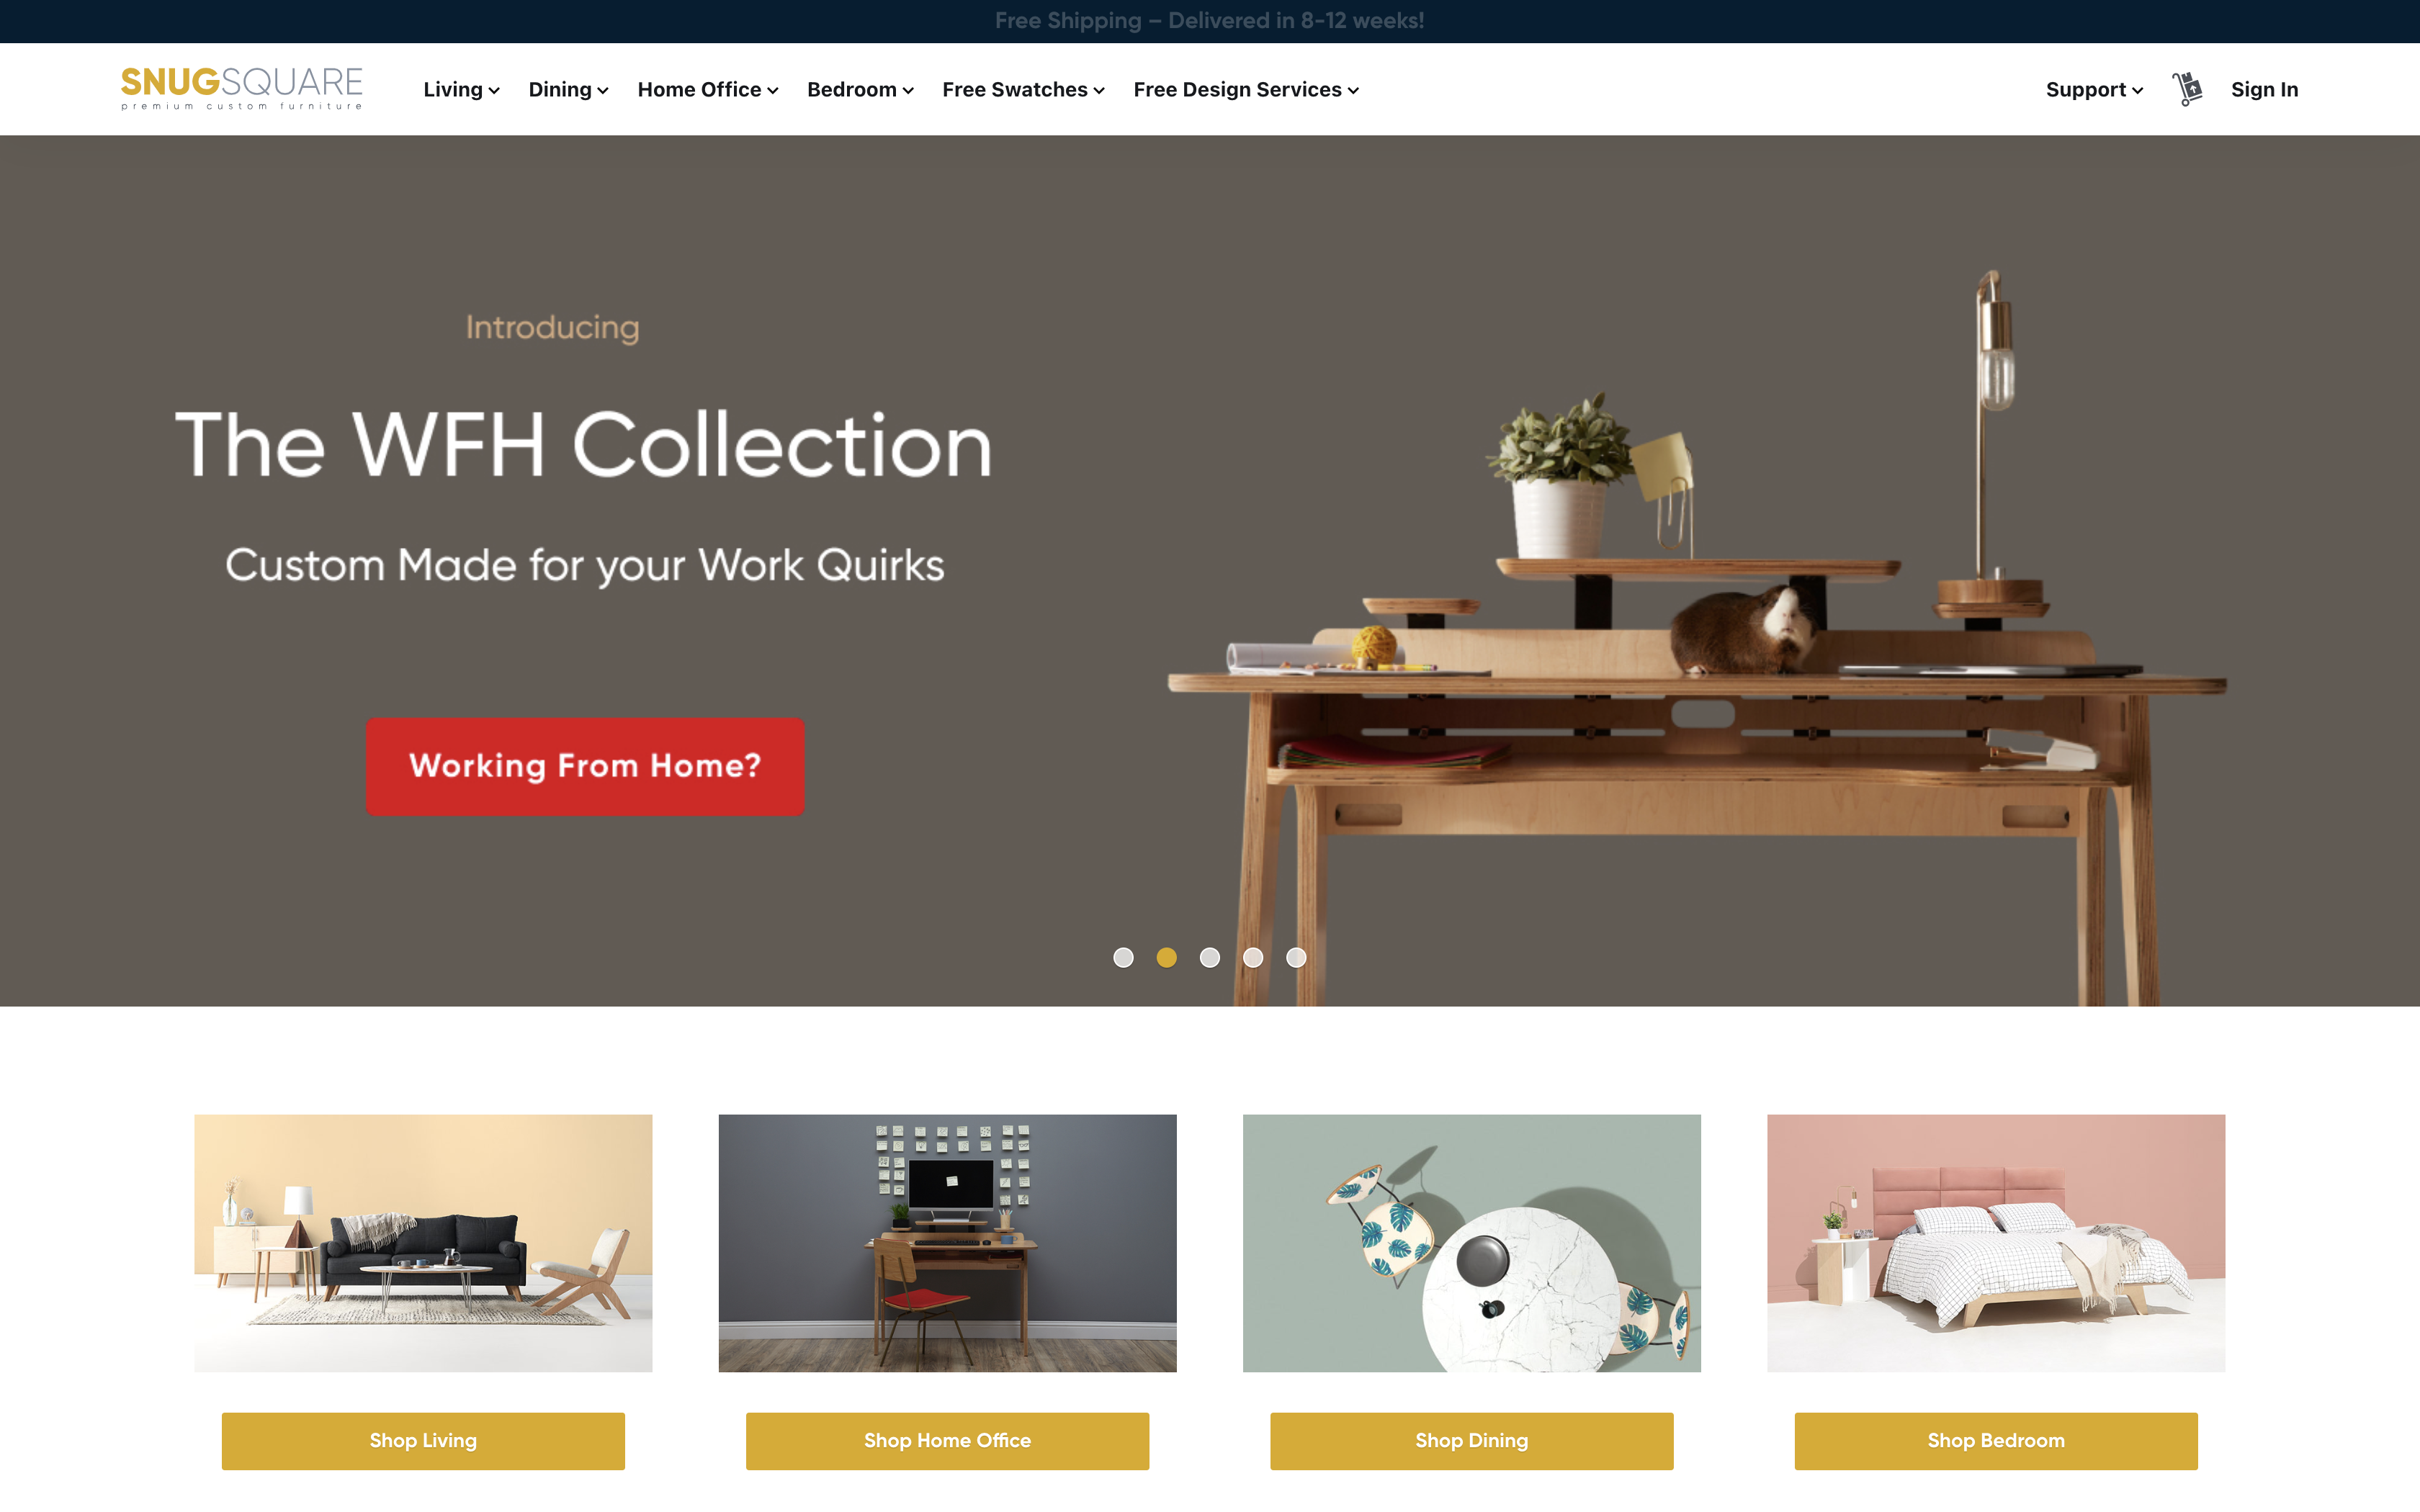 Free Shipping – Delivered in 8-12 weeks!
SNUGSQUARE
premium custom furniture
Living
Dining
Home Office
Bedroom
Free Swatches
Free Design Services
Support
Sign In
Introducing
The WFH Collection
Custom Made for your Work Quirks
Working From Home?
Shop Living
Shop Home Office
Shop Dining
Shop Bedroom